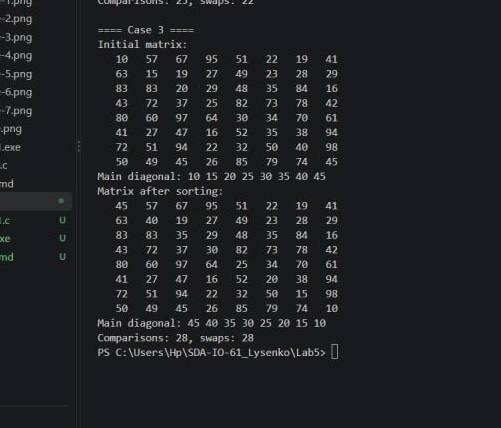 -1.png
-2.png
-3.png
-4.png
-5.png
-6.png
-7.png
.png
.exe
.c
md
.c U
xe U
md U
Comparisons: 25, swaps: 22
==== Case 3 ====
Initial matrix:
10 57 67 95 51 22 19 41
63 15 19 27 49 23 28 29
83 83 20 29 48 35 84 16
43 72 37 25 82 73 78 42
80 60 97 64 30 34 70 61
41 27 47 16 52 35 38 94
72 51 94 22 32 50 40 98
50 49 45 26 85 79 74 45
Main diagonal: 10 15 20 25 30 35 40 45
Matrix after sorting:
45 57 67 95 51 22 19 41
63 40 19 27 49 23 28 29
83 83 35 29 48 35 84 16
43 72 37 30 82 73 78 42
80 60 97 64 25 34 70 61
41 27 47 16 52 20 38 94
72 51 94 22 32 50 15 98
50 49 45 26 85 79 74 10
Main diagonal: 45 40 35 30 25 20 15 10
Comparisons: 28, swaps: 28
PS C:\Users\Hp\SDA-IO-61_Lysenko\Lab5>